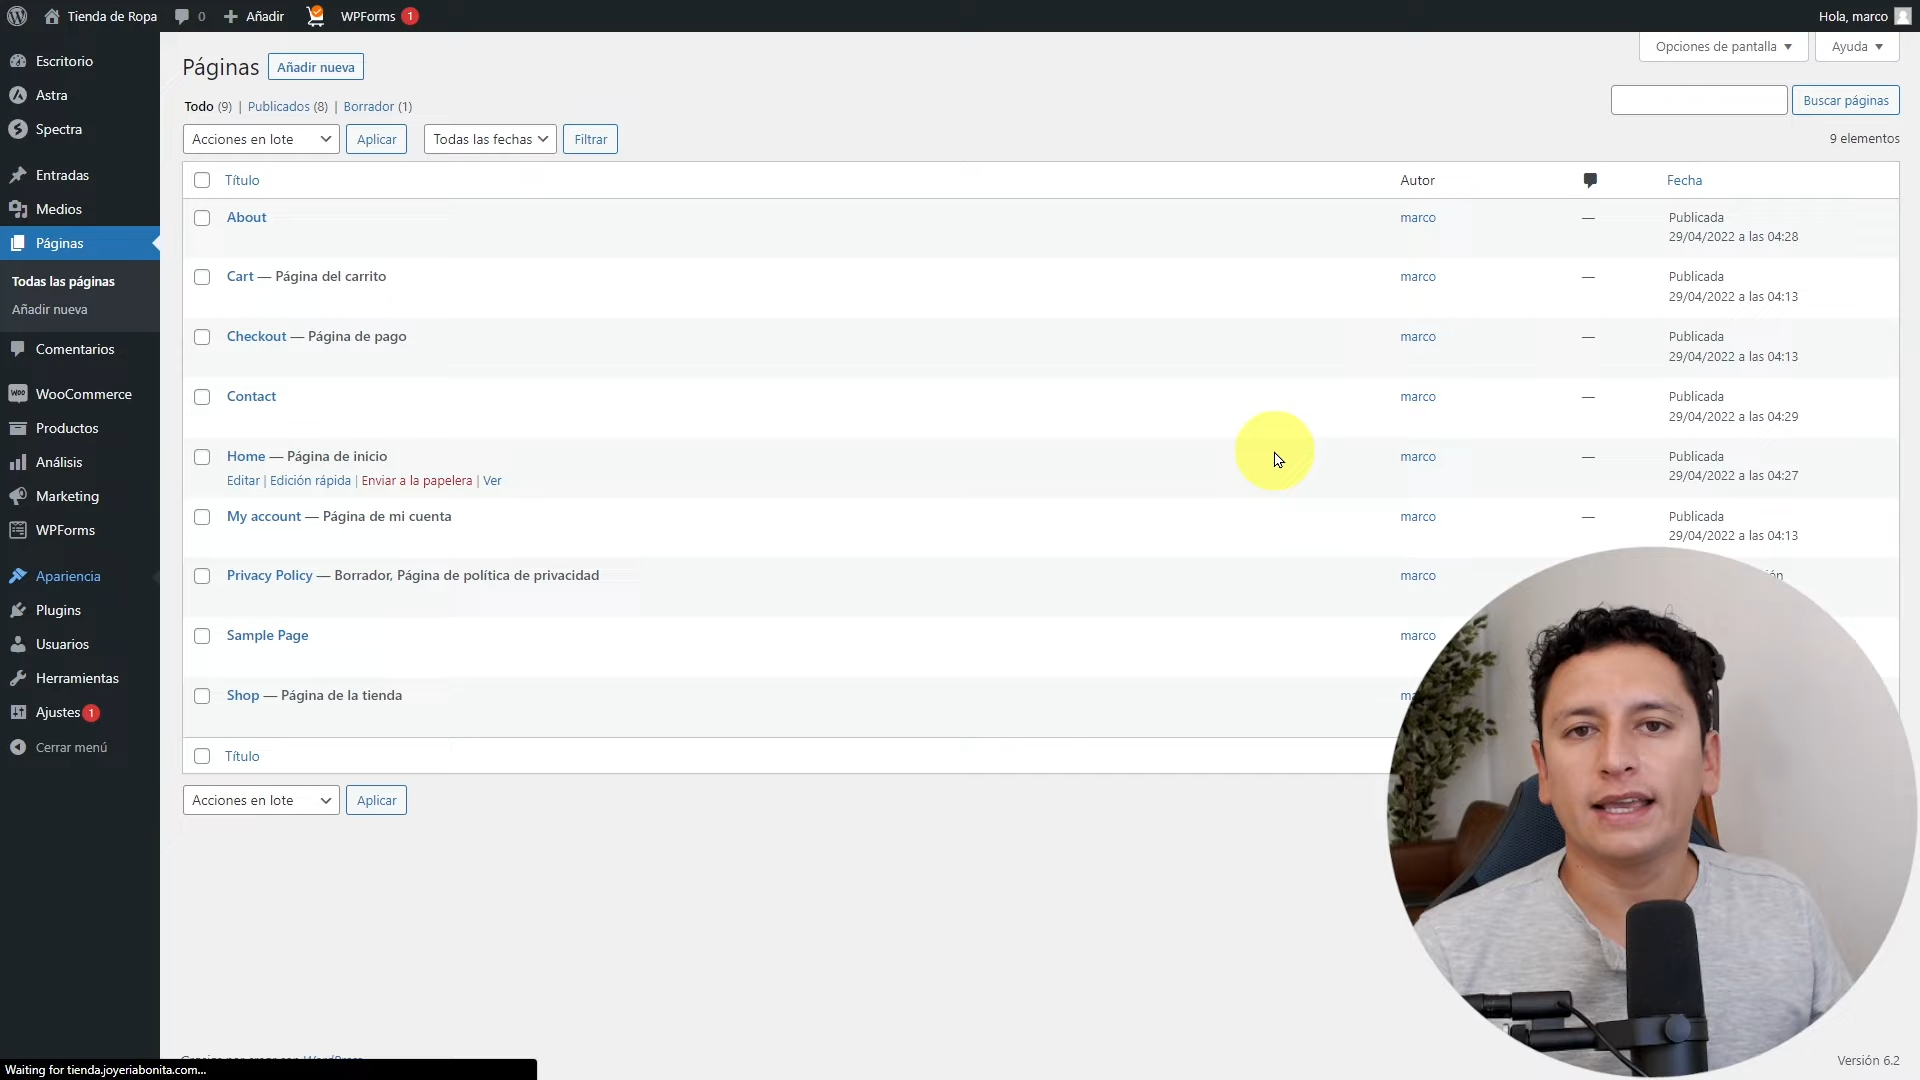 Tienda de Ropa 0 Añadir WPForms 1 Hola, marco
Opciones de pantalla Ayuda
Escritorio
Astra
Spectra
Entradas
Medios
Páginas
Todas las páginas
Añadir nueva
Comentarios
WooCommerce
Productos
Análisis
Marketing
WPForms
Apariencia
Plugins
Usuarios
Herramientas
Ajustes 1
Cerrar menú
Páginas Añadir nueva
Todo (9) | Publicados (8) | Borrador (1)
Buscar páginas
Acciones en lote Aplicar Todas las fechas Filtrar
9 elementos
Título Autor Fecha
About marco — Publicada
29/04/2022 a las 04:28
Cart — Página del carrito marco — Publicada
29/04/2022 a las 04:13
Checkout — Página de pago marco — Publicada
29/04/2022 a las 04:13
Contact marco — Publicada
29/04/2022 a las 04:29
Home — Página de inicio marco — Publicada
29/04/2022 a las 04:27
Editar | Edición rápida | Enviar a la papelera | Ver
My account — Página de mi cuenta marco — Publicada
29/04/2022 a las 04:13
Privacy Policy — Borrador, Página de política de privacidad marco
Sample Page marco
Shop — Página de la tienda
Título
Acciones en lote Aplicar
Versión 6.2
Waiting for tienda.joyeriabonita.com...